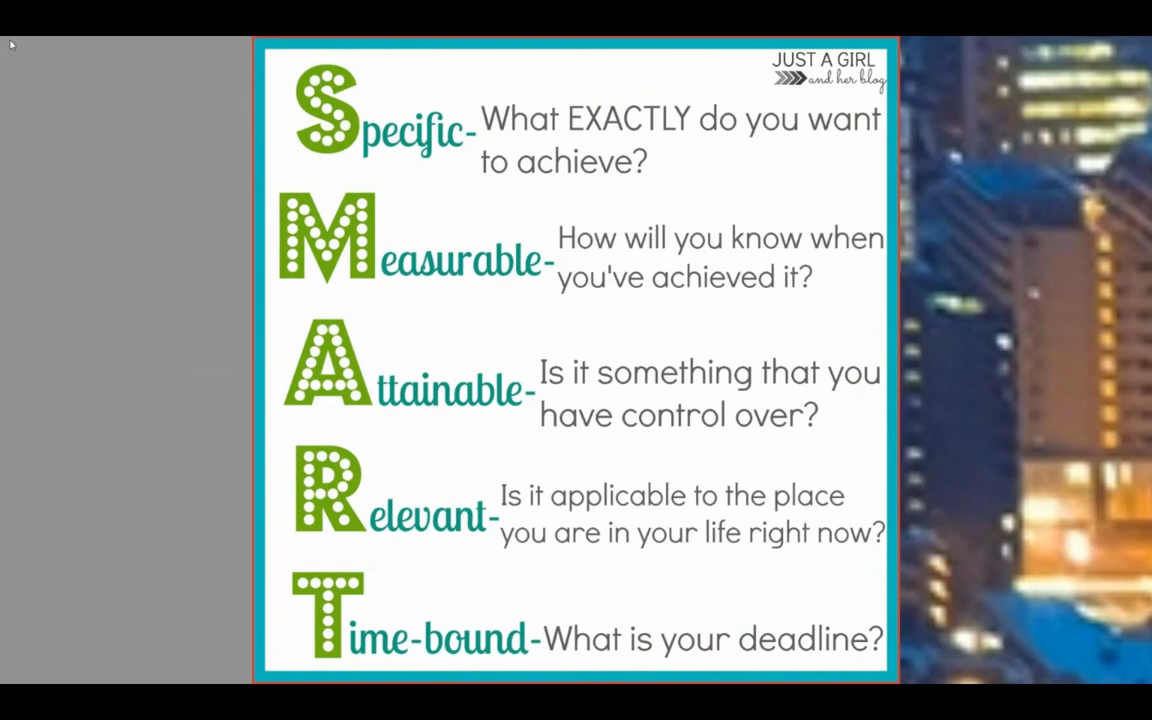 JUST A GIRL
and her blog
Specific- What EXACTLY do you want
to achieve?
Measurable- How will you know when
you've achieved it?
Attainable- Is it something that you
have control over?
Relevant- Is it applicable to the place
you are in your life right now?
Time-bound- What is your deadline?